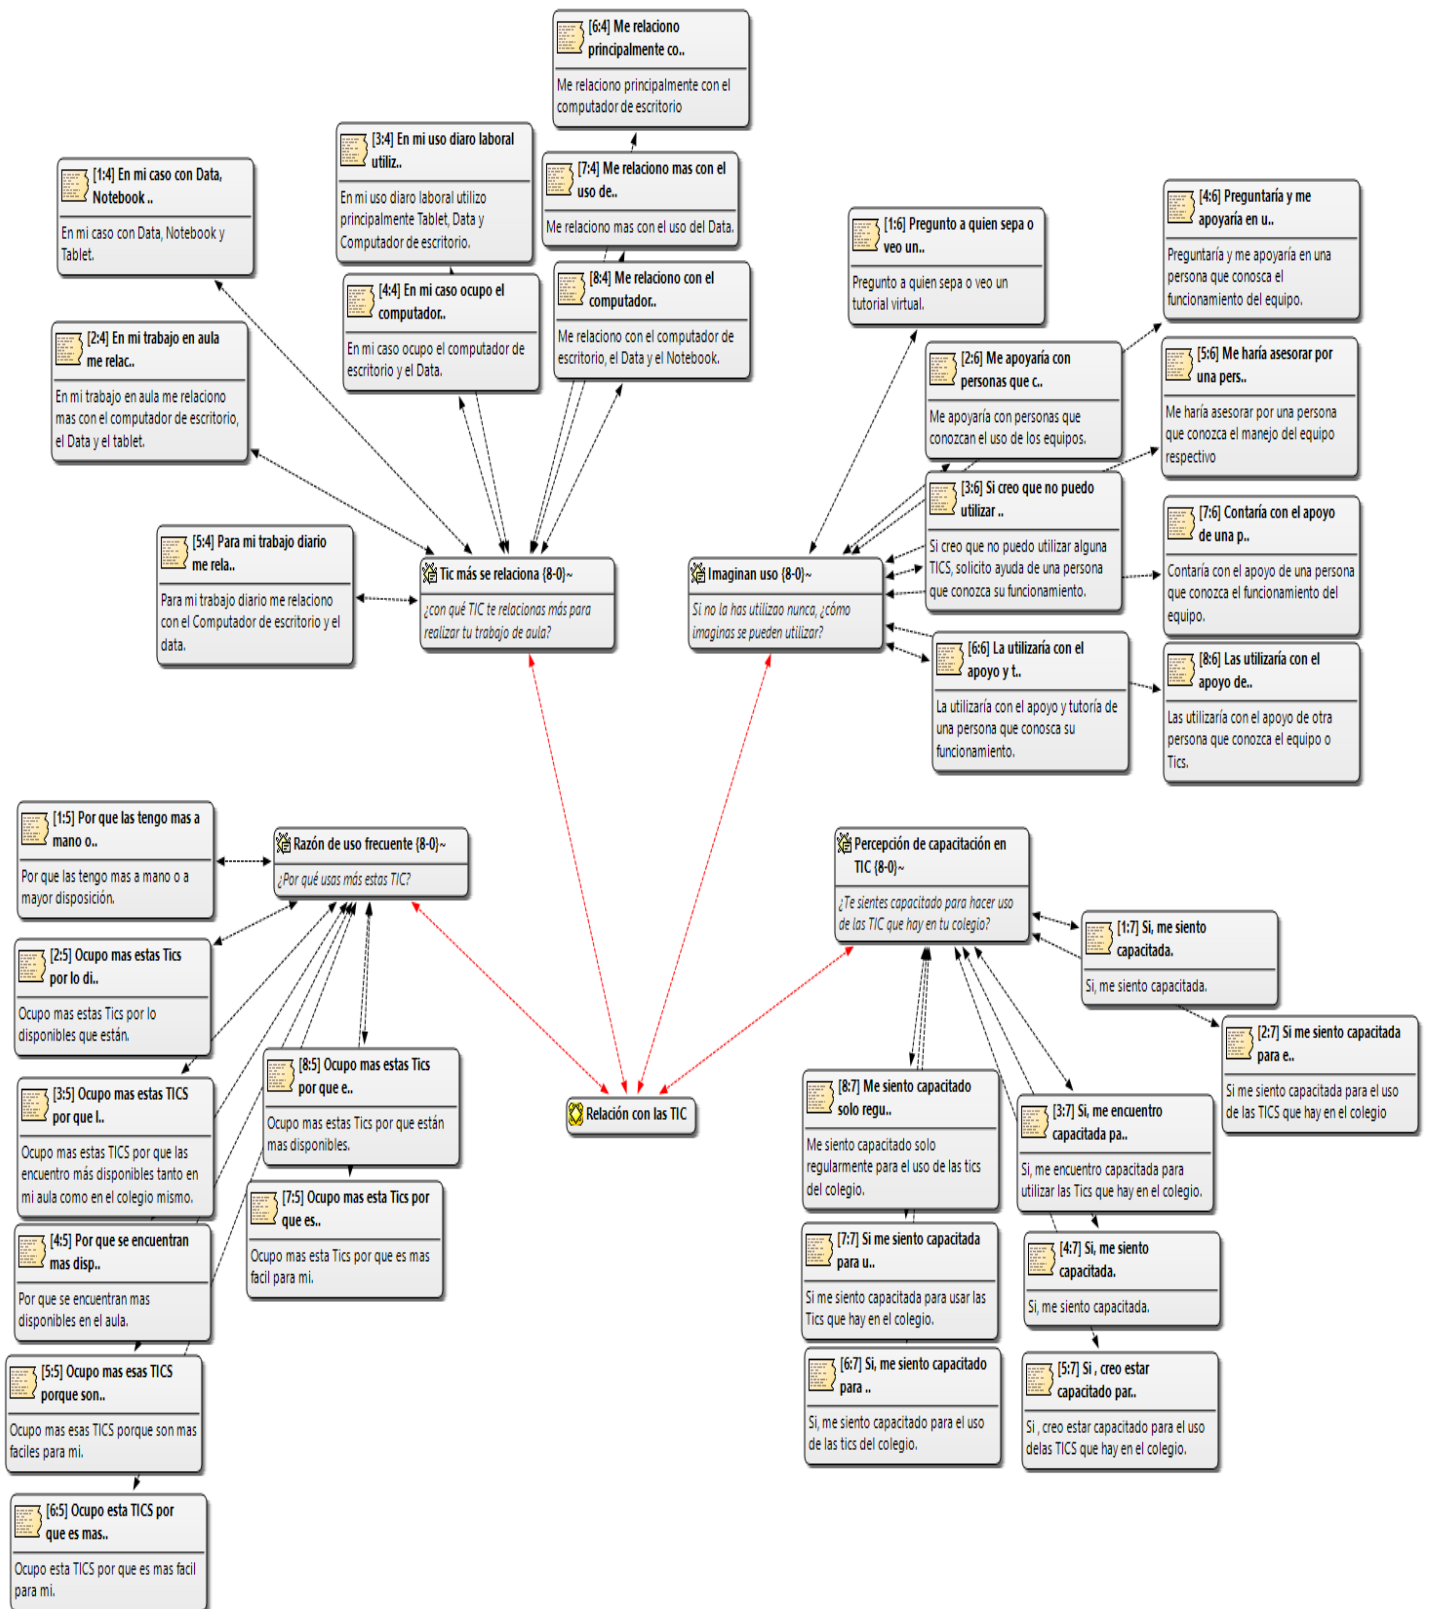 [6:4] Me relaciono
principalmente co..
Me relaciono principalmente con el
computador de escritorio
[3:4] En mi uso diaro laboral
utiliz..
En mi uso diaro laboral utilizo
principalmente Tablet, Data y
Computador de escritorio.
[7:4] Me relaciono mas con el
uso de..
Me relaciono mas con el uso del Data.
[1:4] En mi caso con Data,
Notebook ..
En mi caso con Data, Notebook y
Tablet.
[4:4] En mi caso ocupo el
computador..
En mi caso ocupo el computador de
escritorio y el Data.
[8:4] Me relaciono con el
computador..
Me relaciono con el computador de
escritorio, el Data y el Notebook.
[2:4] En mi trabajo en aula
me relac..
En mi trabajo en aula me relaciono
mas con el computador de escritorio,
el Data y el tablet.
[5:4] Para mi trabajo diario
me rela..
Para mi trabajo diario me relaciono
con el Computador de escritorio y el
data.
Tic más se relaciona {8-0}~
¿con qué TIC te relacionas más para
realizar tu trabajo de aula?
[1:6] Pregunto a quien sepa o
veo un..
Pregunto a quien sepa o veo un
tutorial virtual.
[4:6] Preguntaría y me
apoyaría en u..
Preguntaría y me apoyaría en una
persona que conosca el
funcionamiento del equipo.
[2:6] Me apoyaría con
personas que c..
Me apoyaría con personas que
conozcan el uso de los equipos.
[5:6] Me haría asesorar por
una pers..
Me haría asesorar por una persona
que conozca el manejo del equipo
respectivo
[3:6] Si creo que no puedo
utilizar ..
Si creo que no puedo utilizar alguna
TICS, solicito ayuda de una persona
que conozca su funcionamiento.
[7:6] Contaría con el apoyo
de una p..
Contaría con el apoyo de una persona
que conozca el funcionamiento del
equipo.
Imaginan uso {8-0}~
Si no la has utilizao nunca, ¿cómo
imaginas se pueden utilizar?
[6:6] La utilizaría con el
apoyo y t..
La utilizaría con el apoyo y tutoría de
una persona que conosca su
funcionamiento.
[8:6] Las utilizaría con el
apoyo de..
Las utilizaría con el apoyo de otra
persona que conozca el equipo o
Tics.
[1:5] Por que las tengo mas a
mano o..
Por que las tengo mas a mano o a
mayor disposición.
Razón de uso frecuente {8-0}~
¿Por qué usas más estas TIC?
[2:5] Ocupo mas estas Tics
por lo di..
Ocupo mas estas Tics por lo
disponibles que están.
[3:5] Ocupo mas estas TICS
por que l..
Ocupo mas estas TICS por que las
encuentro más disponibles tanto en
mi aula como en el colegio mismo.
[8:5] Ocupo mas estas Tics
por que e..
Ocupo mas estas Tics por que están
mas disponibles.
[7:5] Ocupo mas esta Tics por
que es..
Ocupo mas esta Tics por que es mas
facil para mi.
[4:5] Por que se encuentran
mas disp..
Por que se encuentran mas
disponibles en el aula.
[5:5] Ocupo mas esas TICS
porque son..
Ocupo mas esas TICS porque son mas
faciles para mi.
[6:5] Ocupo esta TICS por
que es mas..
Ocupo esta TICS por que es mas facil
para mi.
Relación con las TIC
Percepción de capacitación en
TIC {8-0}~
¿Te sientes capacitado para hacer uso
de las TIC que hay en tu colegio?
[1:7] Si, me siento
capacitada.
Si, me siento capacitada.
[2:7] Si me siento capacitada
para e..
Si me siento capacitada para el uso
de las TICS que hay en el colegio
[8:7] Me siento capacitado
solo regu..
Me siento capacitado solo
regularmente para el uso de las tics
del colegio.
[3:7] Si, me encuentro
capacitada pa..
Si, me encuentro capacitada para
utilizar las Tics que hay en el colegio.
[7:7] Si me siento capacitada
para u..
Si me siento capacitada para usar las
Tics que hay en el colegio.
[4:7] Si, me siento
capacitada.
Si, me siento capacitada.
[6:7] Si, me siento capacitado
para ..
Si, me siento capacitado para el uso
de las tics del colegio.
[5:7] Si , creo estar
capacitado par..
Si , creo estar capacitado para el uso
delas TICS que hay en el colegio.